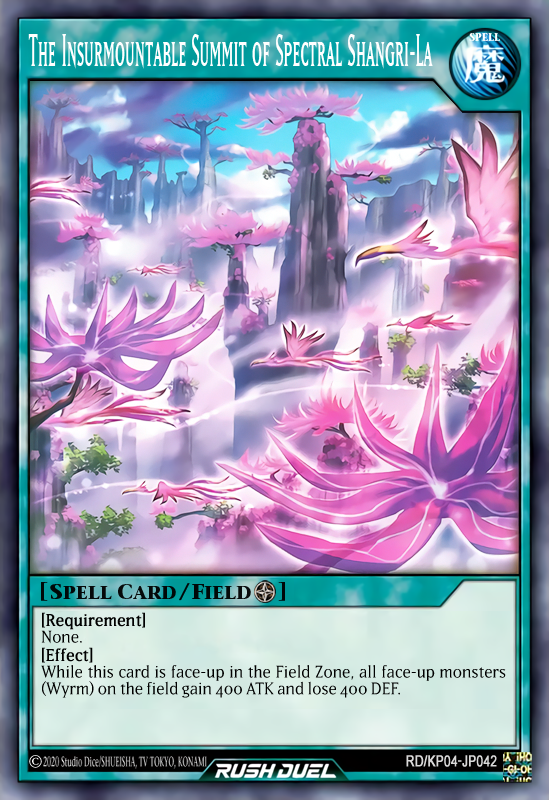 The Insurmountable Summit of Spectral Shangri-La
SPELL
魔
[Spell Card/Field]
[Requirement]
None.
[Effect]
While this card is face-up in the Field Zone, all face-up monsters
(Wyrm) on the field gain 400 ATK and lose 400 DEF.
©2020 Studio Dice/SHUEISHA, TV TOKYO, KONAMI
RUSH DUEL
RD/KP04-JP042